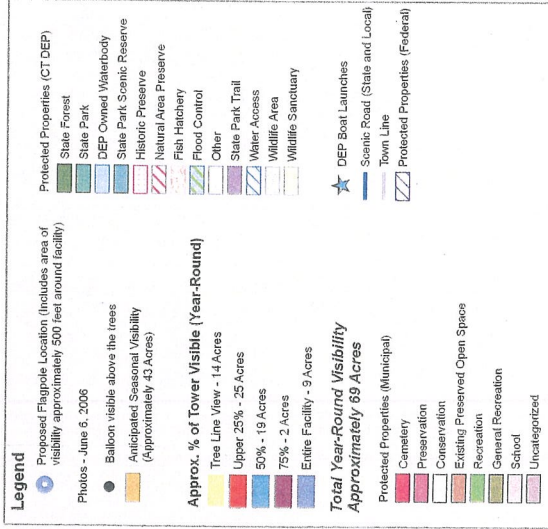 Legend
Proposed Flagpole Location (Includes area of
visibility approximately 500 feet around facility)
Photos - June 6, 2006
Balloon visible above the trees
Anticipated Seasonal Visibility
(Approximately 43 Acres)
Approx. % of Tower Visible (Year-Round)
Tree Line View - 14 Acres
Upper 25% - 25 Acres
50% - 19 Acres
75% - 2 Acres
Entire Facility - 9 Acres
Total Year-Round Visibility
Approximately 69 Acres
Protected Properties (Municipal)
Cemetery
Preservation
Conservation
Existing Preserved Open Space
Recreation
General Recreation
School
Uncategorized
Protected Properties (CT DEP)
State Forest
State Park
DEP Owned Waterbody
State Park Scenic Reserve
Historic Preserve
Natural Area Preserve
Fish Hatchery
Flood Control
Other
State Park Trail
Water Access
Wildlife Area
Wildlife Sanctuary
DEP Boat Launches
Scenic Road (State and Local)
Town Line
Protected Properties (Federal)